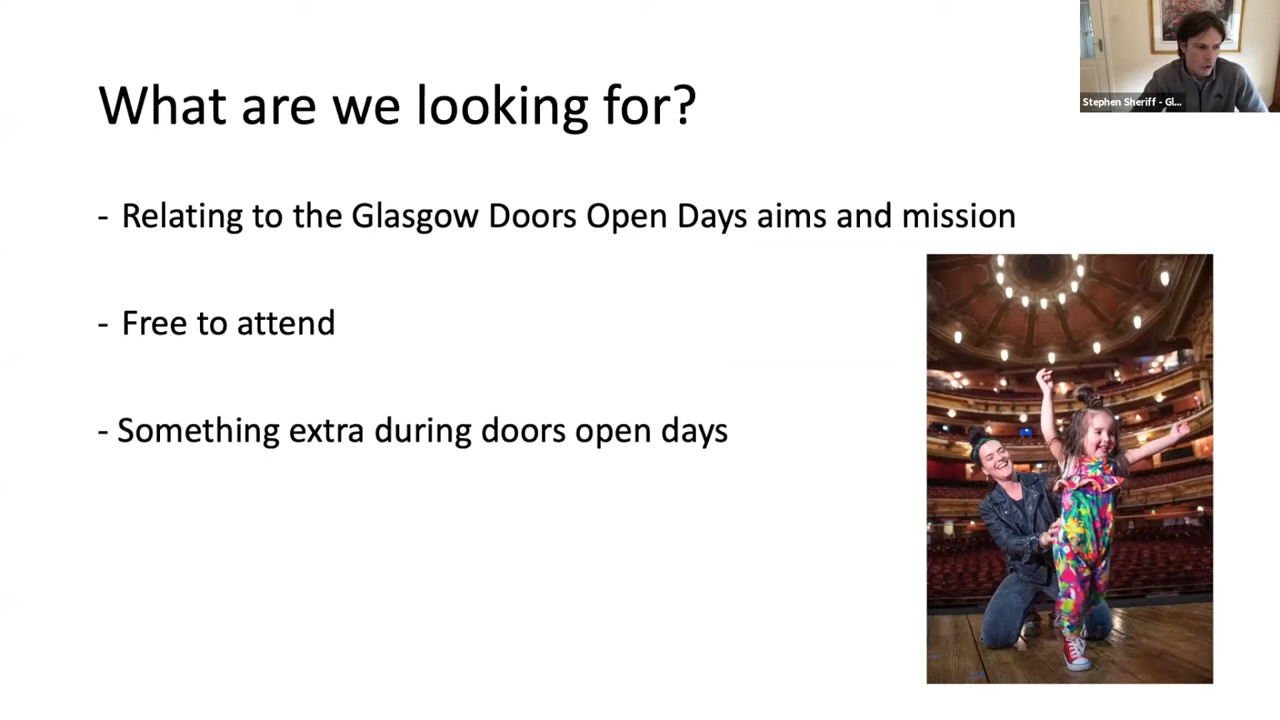 Stephen Sheriff - Gl...
What are we looking for?
- Relating to the Glasgow Doors Open Days aims and mission
- Free to attend
- Something extra during doors open days